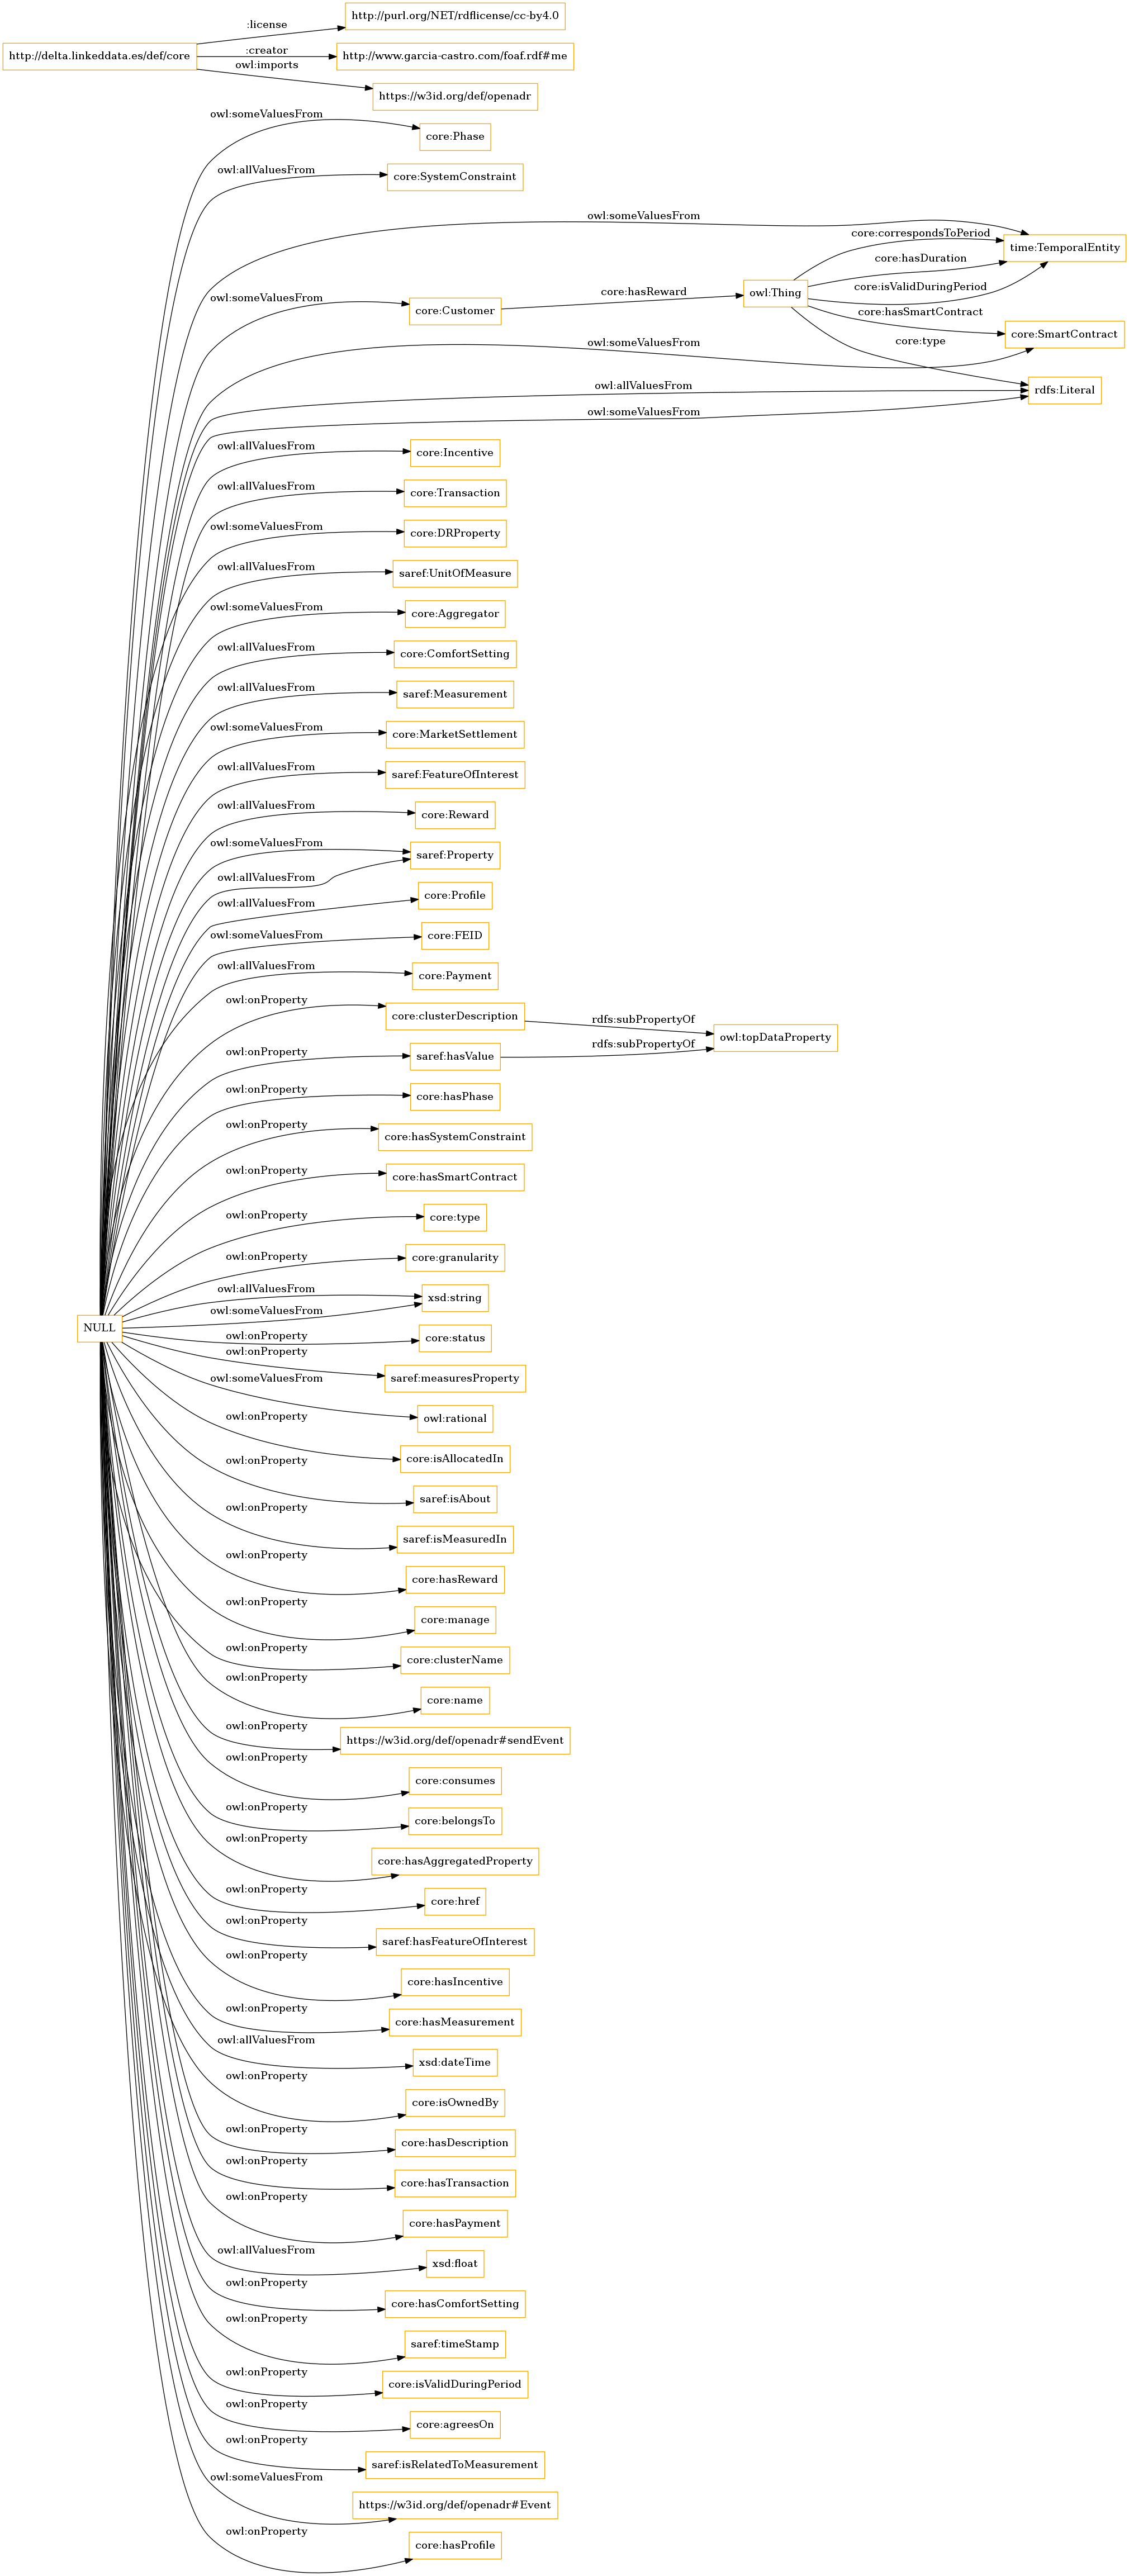 http://purl.org/NET/rdflicense/cc-by4.0
:license
http://delta.linkeddata.es/def/core
:creator
http://www.garcia-castro.com/foaf.rdf#me
owl:imports
https://w3id.org/def/openadr
owl:someValuesFrom
core:Phase
owl:allValuesFrom
core:SystemConstraint
owl:someValuesFrom
core:correspondsToPeriod
time:TemporalEntity
core:hasDuration
core:isValidDuringPeriod
owl:Thing
core:hasReward
owl:someValuesFrom
core:Customer
core:hasSmartContract
core:SmartContract
owl:someValuesFrom
core:type
owl:allValuesFrom
rdfs:Literal
owl:someValuesFrom
owl:allValuesFrom
core:Incentive
owl:allValuesFrom
core:Transaction
owl:someValuesFrom
core:DRProperty
owl:allValuesFrom
saref:UnitOfMeasure
owl:someValuesFrom
core:Aggregator
owl:allValuesFrom
core:ComfortSetting
owl:allValuesFrom
saref:Measurement
owl:someValuesFrom
core:MarketSettlement
owl:allValuesFrom
saref:FeatureOfInterest
owl:allValuesFrom
core:Reward
owl:someValuesFrom
saref:Property
owl:allValuesFrom
core:Profile
owl:allValuesFrom
core:FEID
owl:someValuesFrom
owl:allValuesFrom
core:Payment
owl:onProperty
core:clusterDescription
rdfs:subPropertyOf
owl:topDataProperty
owl:onProperty
saref:hasValue
rdfs:subPropertyOf
owl:onProperty
core:hasPhase
owl:onProperty
core:hasSystemConstraint
owl:onProperty
core:hasSmartContract
owl:onProperty
core:type
owl:onProperty
core:granularity
owl:allValuesFrom
xsd:string
owl:someValuesFrom
NULL
owl:onProperty
core:status
owl:onProperty
saref:measuresProperty
owl:someValuesFrom
owl:rational
owl:onProperty
core:isAllocatedIn
owl:onProperty
saref:isAbout
owl:onProperty
saref:isMeasuredIn
owl:onProperty
core:hasReward
owl:onProperty
core:manage
owl:onProperty
core:clusterName
owl:onProperty
core:name
owl:onProperty
https://w3id.org/def/openadr#sendEvent
owl:onProperty
core:consumes
owl:onProperty
core:belongsTo
owl:onProperty
core:hasAggregatedProperty
owl:onProperty
core:href
owl:onProperty
saref:hasFeatureOfInterest
owl:onProperty
core:hasIncentive
owl:onProperty
core:hasMeasurement
owl:allValuesFrom
xsd:dateTime
owl:onProperty
core:isOwnedBy
owl:onProperty
core:hasDescription
owl:onProperty
core:hasTransaction
owl:onProperty
core:hasPayment
owl:allValuesFrom
xsd:float
owl:onProperty
core:hasComfortSetting
owl:onProperty
saref:timeStamp
owl:onProperty
core:isValidDuringPeriod
owl:onProperty
core:agreesOn
owl:onProperty
saref:isRelatedToMeasurement
owl:someValuesFrom
https://w3id.org/def/openadr#Event
owl:onProperty
core:hasProfile